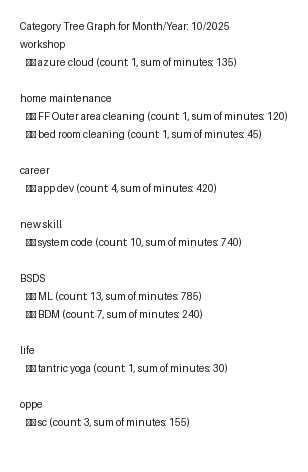 Category Tree Graph for Month/Year: 10/2025
workshop
azure cloud (count: 1, sum of minutes: 135)
home maintenance
FF Outer area cleaning (count: 1, sum of minutes: 120)
bed room cleaning (count: 1, sum of minutes: 45)
career
app dev (count: 4, sum of minutes: 420)
new skill
system code (count: 10, sum of minutes: 740)
BSDS
ML (count: 13, sum of minutes: 785)
BDM (count: 7, sum of minutes: 240)
life
tantric yoga (count: 1, sum of minutes: 30)
oppe
sc (count: 3, sum of minutes: 155)